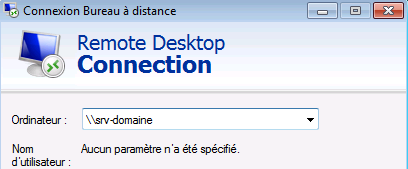 Connexion Bureau à distance
Remote Desktop
Connection
Ordinateur : \\srv-domaine
Nom
d'utilisateur : Aucun paramètre n'a été spécifié.